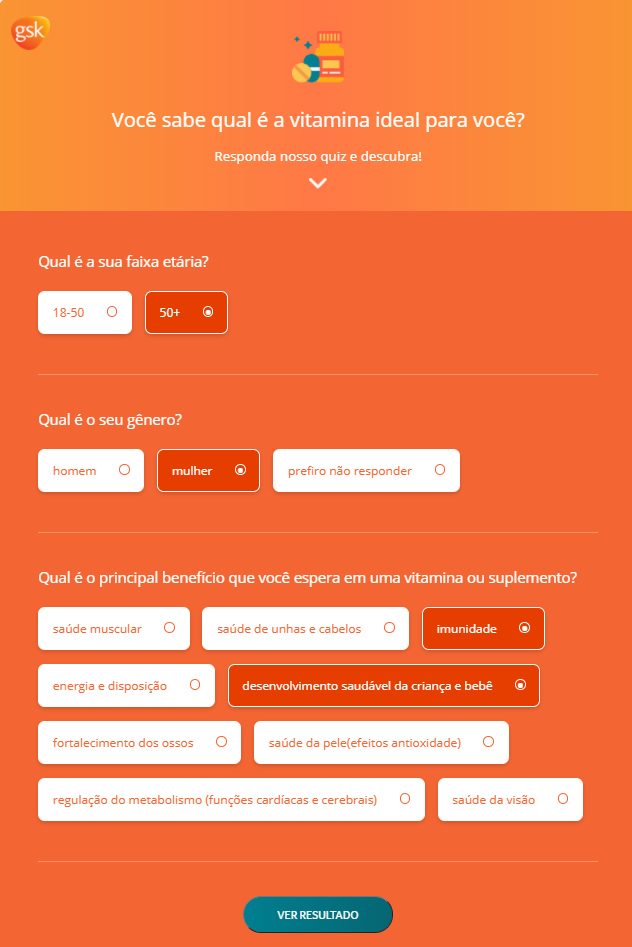 gsk
Você sabe qual é a vitamina ideal para você?
Responda nosso quiz e descubra!
Qual é a sua faixa etária?
18-50 50+
Qual é o seu gênero?
homem mulher prefiro não responder
Qual é o principal benefício que você espera em uma vitamina ou suplemento?
saúde muscular saúde de unhas e cabelos imunidade
energia e disposição desenvolvimento saudável da criança e bebê
fortalecimento dos ossos saúde da pele(efeitos antioxidade)
regulação do metabolismo (funções cardíacas e cerebrais) saúde da visão
VER RESULTADO